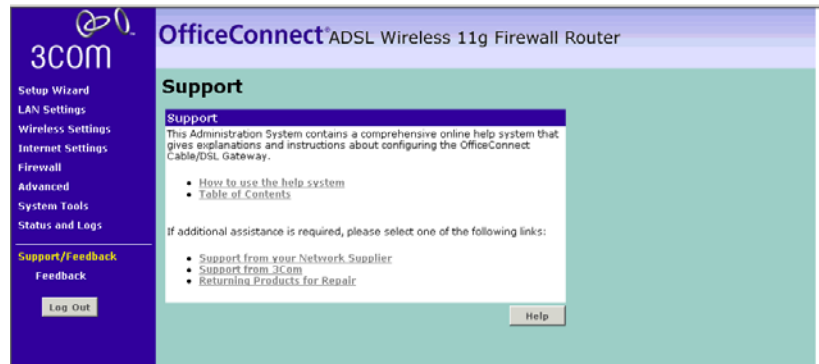 3COM
OfficeConnect® ADSL Wireless 11g Firewall Router
Setup Wizard
LAN Settings
Wireless Settings
Internet Settings
Firewall
Advanced
System Tools
Status and Logs
Support/Feedback
Feedback
Log Out
Support
Support
This Administration System contains a comprehensive online help system that
gives explanations and instructions about configuring the OfficeConnect
Cable/DSL Gateway.
How to use the help system
Table of Contents
If additional assistance is required, please select one of the following links:
Support from your Network Supplier
Support from 3Com
Returning Products for Repair
Help